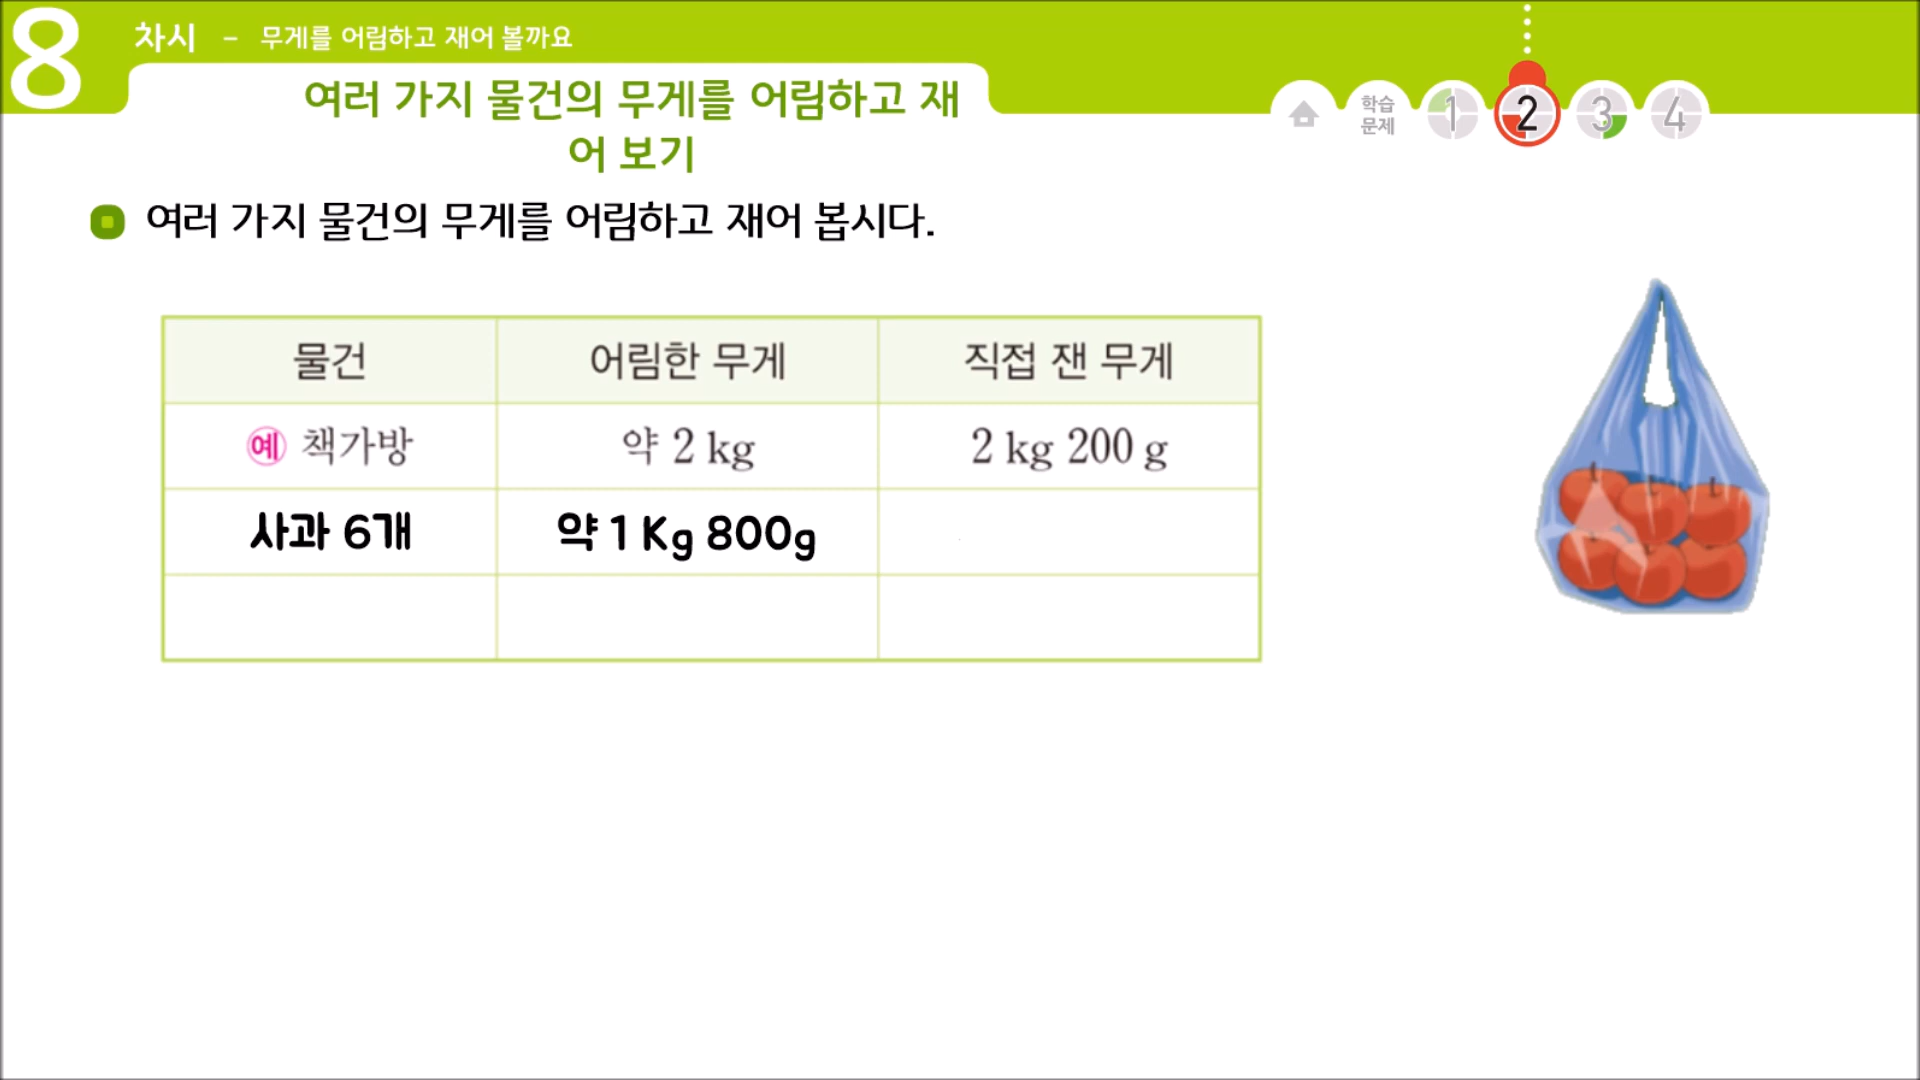 8 차시 - 무게를 어림하고 재어 볼까요
여러 가지 물건의 무게를 어림하고 재
어 보기
학습
문제
1
2
3
4
여러 가지 물건의 무게를 어림하고 재어 봅시다.
물건 어림한 무게 직접 잰 무게
예 책가방 약 2 kg 2 kg 200 g
사과 6개 약 1 Kg 800g